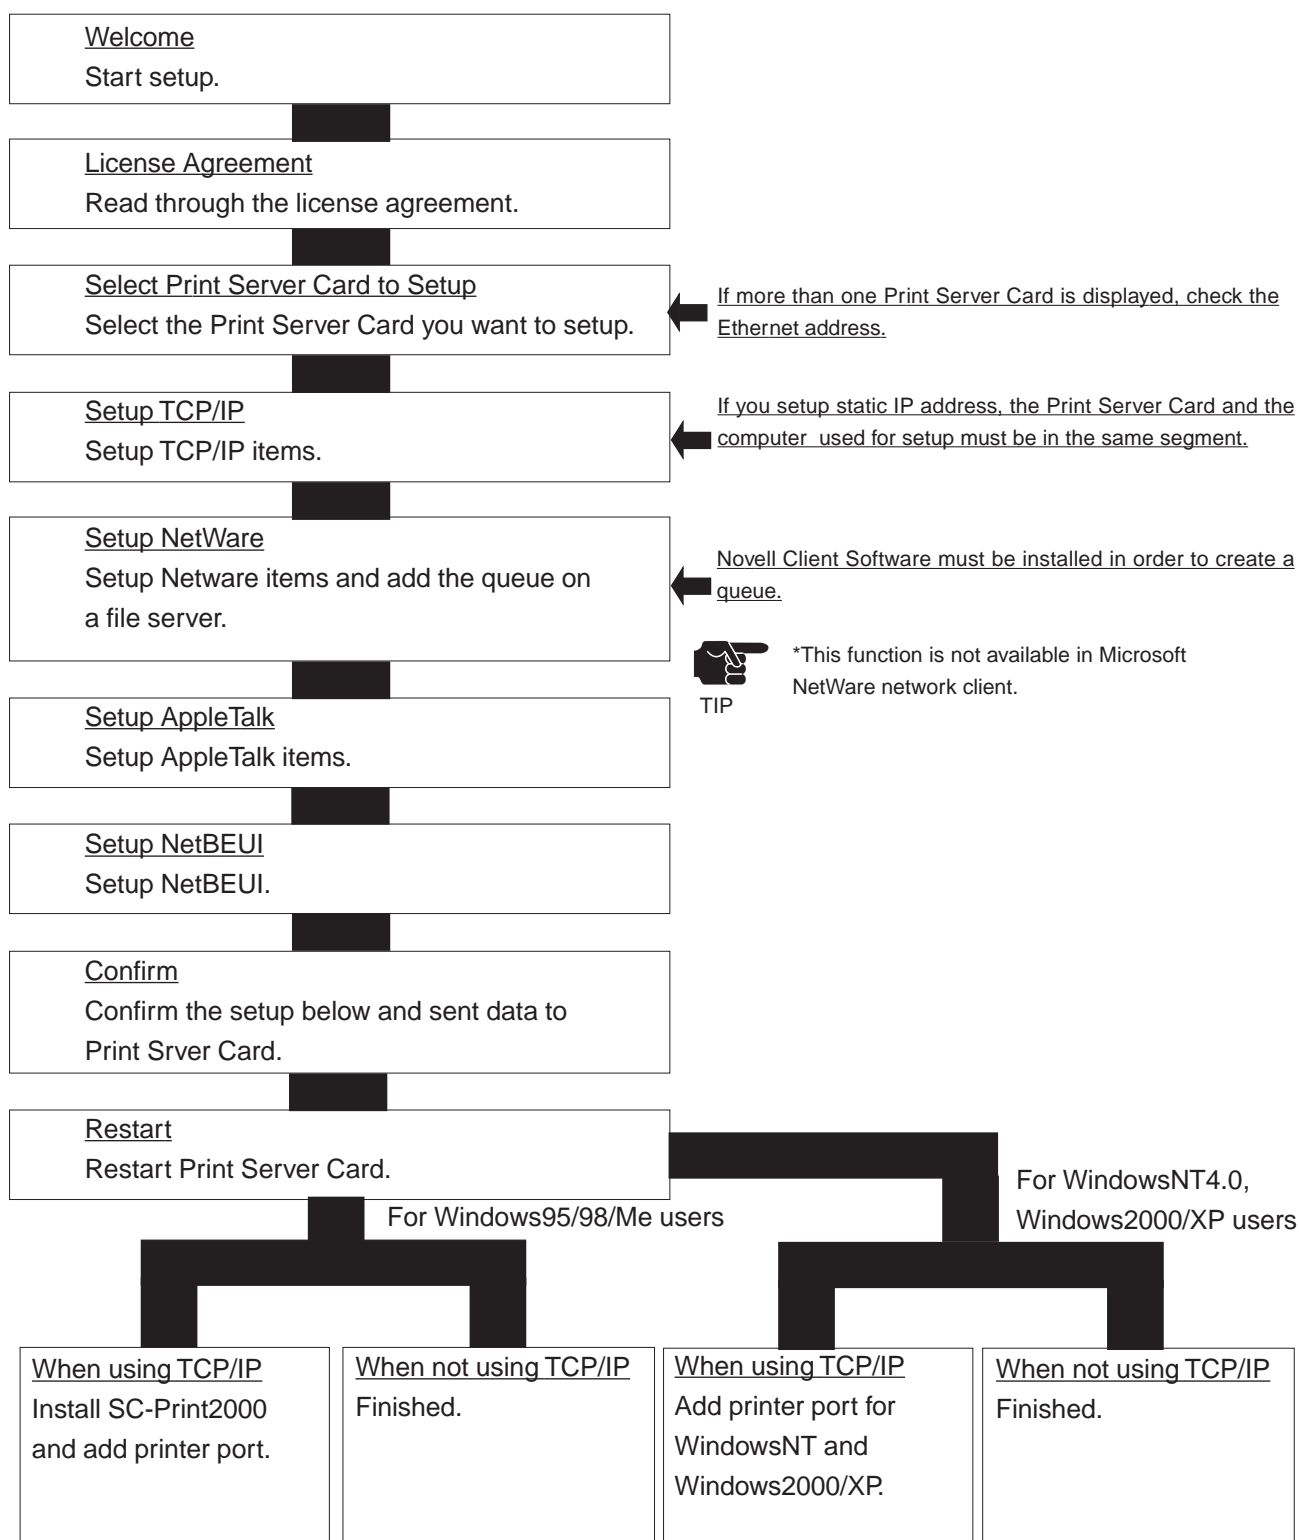 Welcome
Start setup.
License Agreement
Read through the license agreement.
Select Print Server Card to Setup
Select the Print Server Card you want to setup.
If more than one Print Server Card is displayed, check the
Ethernet address.
Setup TCP/IP
Setup TCP/IP items.
If you setup static IP address, the Print Server Card and the
computer used for setup must be in the same segment.
Setup NetWare
Setup Netware items and add the queue on
a file server.
Novell Client Software must be installed in order to create a
queue.
*This function is not available in Microsoft
NetWare network client.
TIP
Setup AppleTalk
Setup AppleTalk items.
Setup NetBEUI
Setup NetBEUI.
Confirm
Confirm the setup below and sent data to
Print Srver Card.
Restart
Restart Print Server Card.
For Windows95/98/Me users
For WindowsNT4.0,
Windows2000/XP users
When using TCP/IP
Install SC-Print2000
and add printer port.
When not using TCP/IP
Finished.
When using TCP/IP
Add printer port for
WindowsNT and
Windows2000/XP.
When not using TCP/IP
Finished.